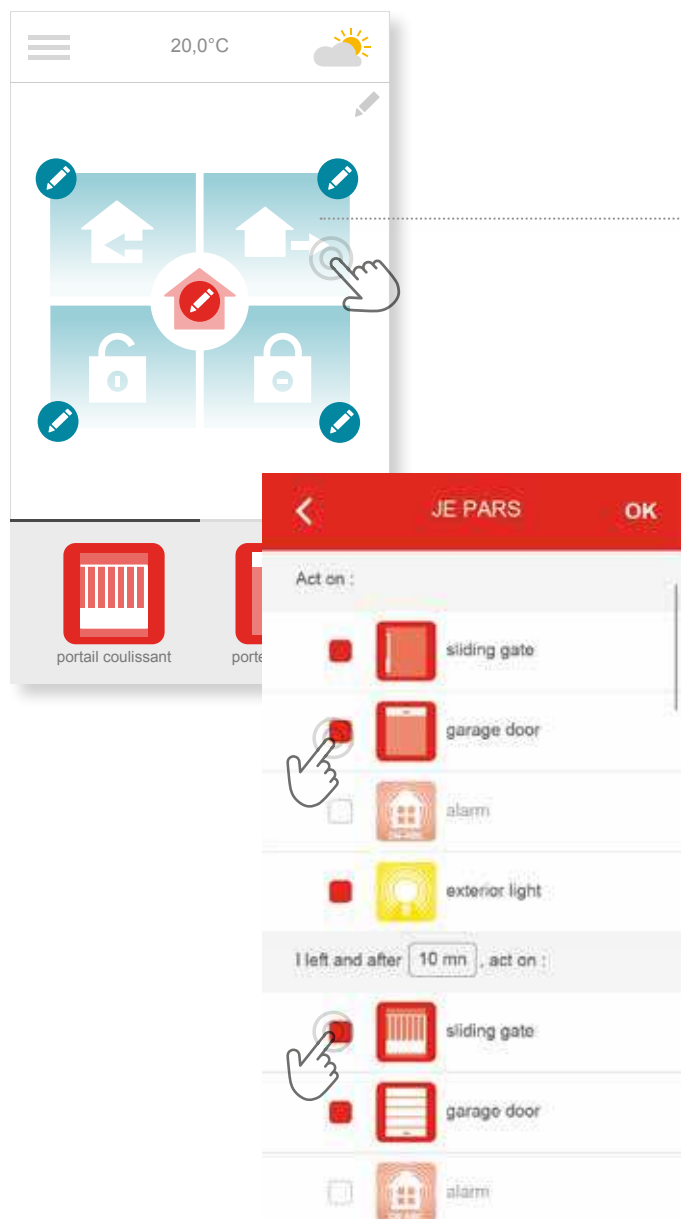 20,0°C
portail coulissant
porte
JE PARS
OK
Act on :
sliding gate
garage door
alarm
exterior light
I left and after 10 mn , act on :
sliding gate
garage door
alarm